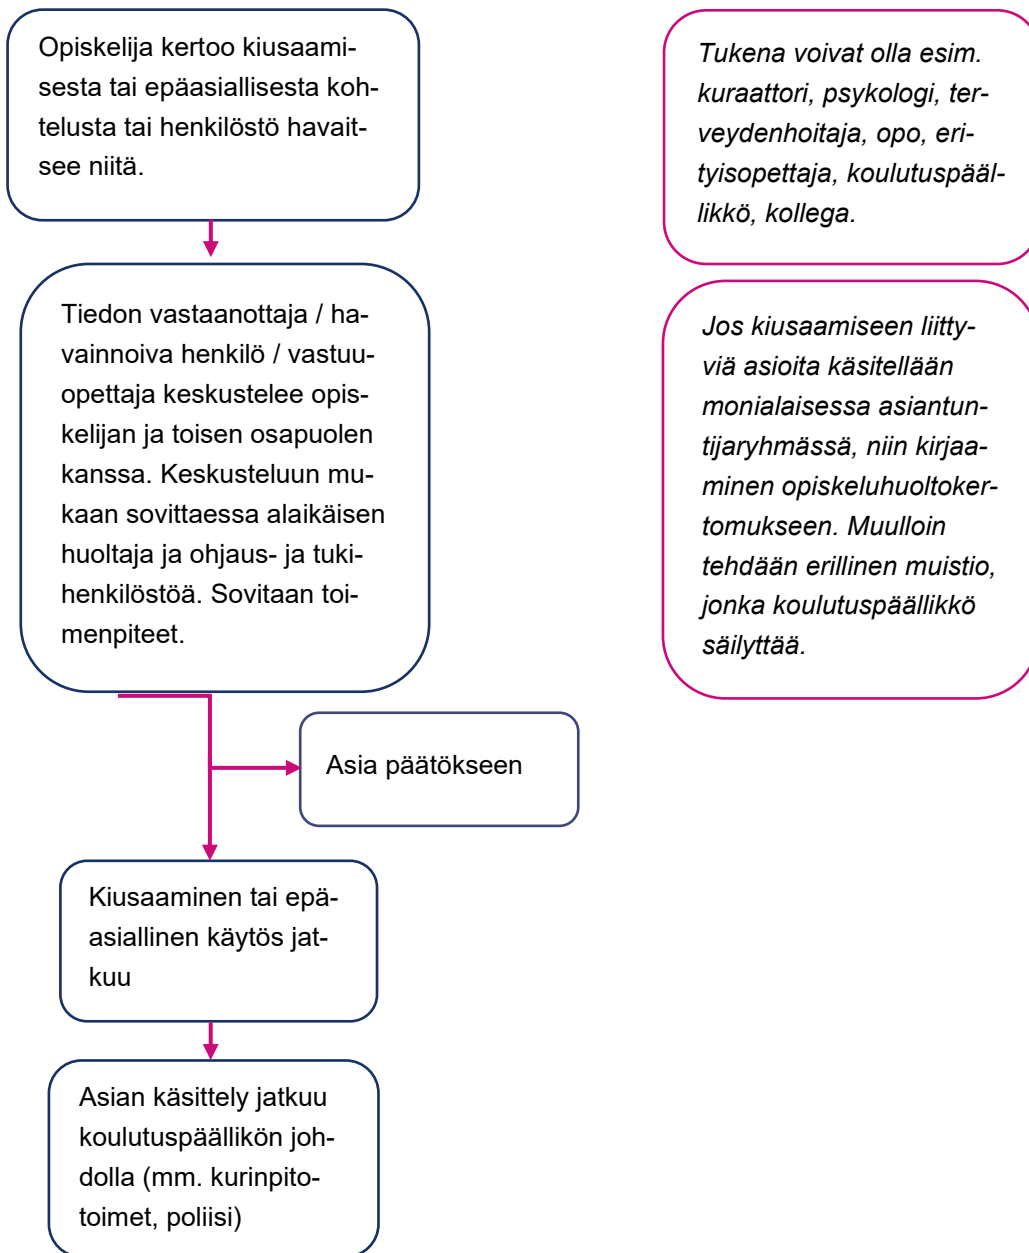 Opiskelija kertoo kiusaami-
sesta tai epäasiallisesta koh-
telusta tai henkilöstö havait-
see niitä.
Tukena voivat olla esim.
kuraattori, psykologi, ter-
veydenhoitaja, opo, eri-
tyisopettaja, koulutuspääl-
likkö, kollega.
Tiedon vastaanottaja / ha-
vainnoiva henkilö / vastuu-
opettaja keskustelee opis-
kelijan ja toisen osapuolen
kanssa. Keskusteluun mu-
kaan sovittaessa alaikäisen
huoltaja ja ohjaus- ja tuki-
henkilöstöä. Sovitaan toi-
menpiteet.
Jos kiusaamiseen liitty-
viä asioita käsitellään
monialaisessa asiantun-
tijaryhmässä, niin kirjaa-
minen opiskeluhuoltoker-
tomukseen. Muulloin
tehdään erillinen muistio,
jonka koulutuspäällikkö
säilyttää.
Asia päätökseen
Kiusaaminen tai epä-
asiallinen käytös jat-
kuu
Asian käsittely jatkuu
koulutuspäällikön joh-
dolla (mm. kurinpito-
toimet, poliisi)